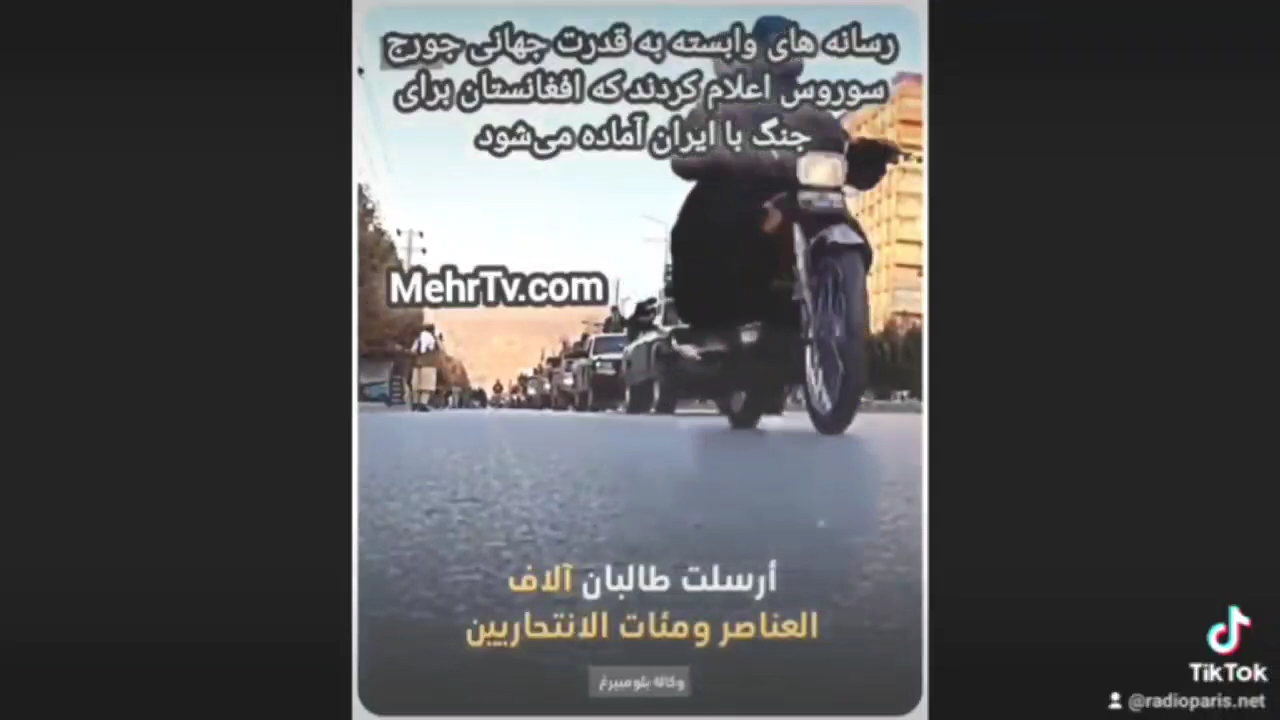 رسانه های وابسته به قدرت جهانی جورج
سوروس اعلام کردند که افغانستان برای
جنگ با ایران آماده می‌شود
MehrTv.com
أرسلت طالبان آلاف
العناصر ومئات الانتحاريين
وكالة بلومبيرغ
TikTok
@radioparis.net